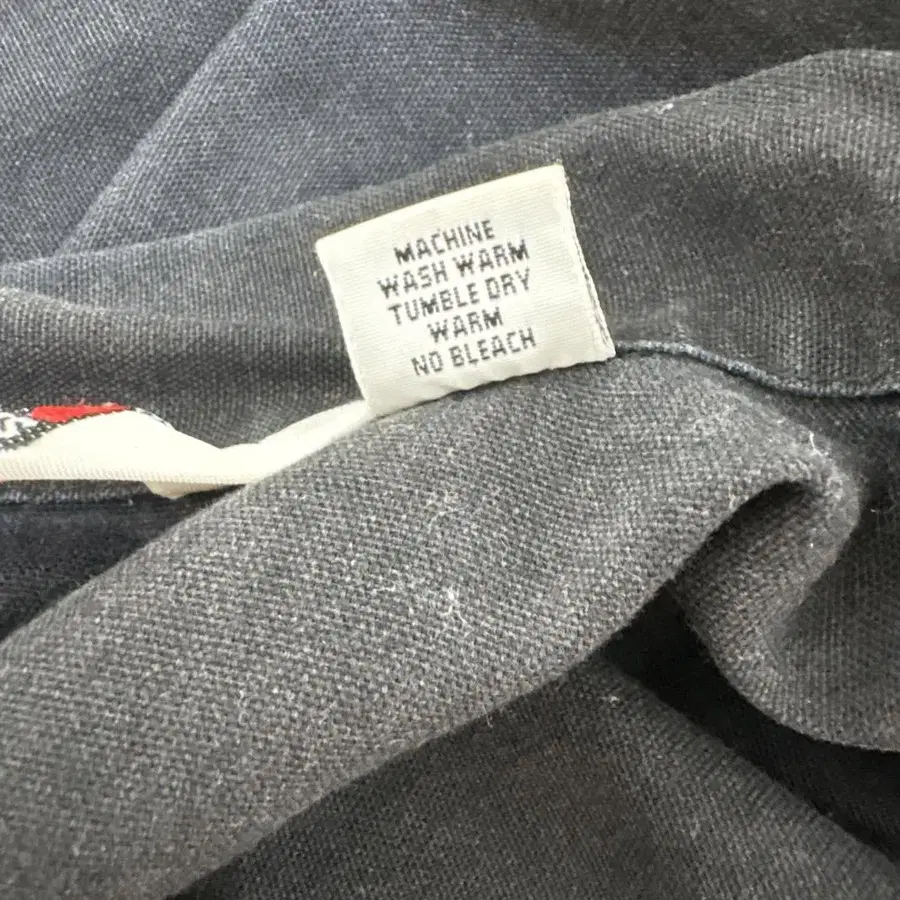 MACHINE
WASH WARM
TUMBLE DRY
WARM
NO BLEACH